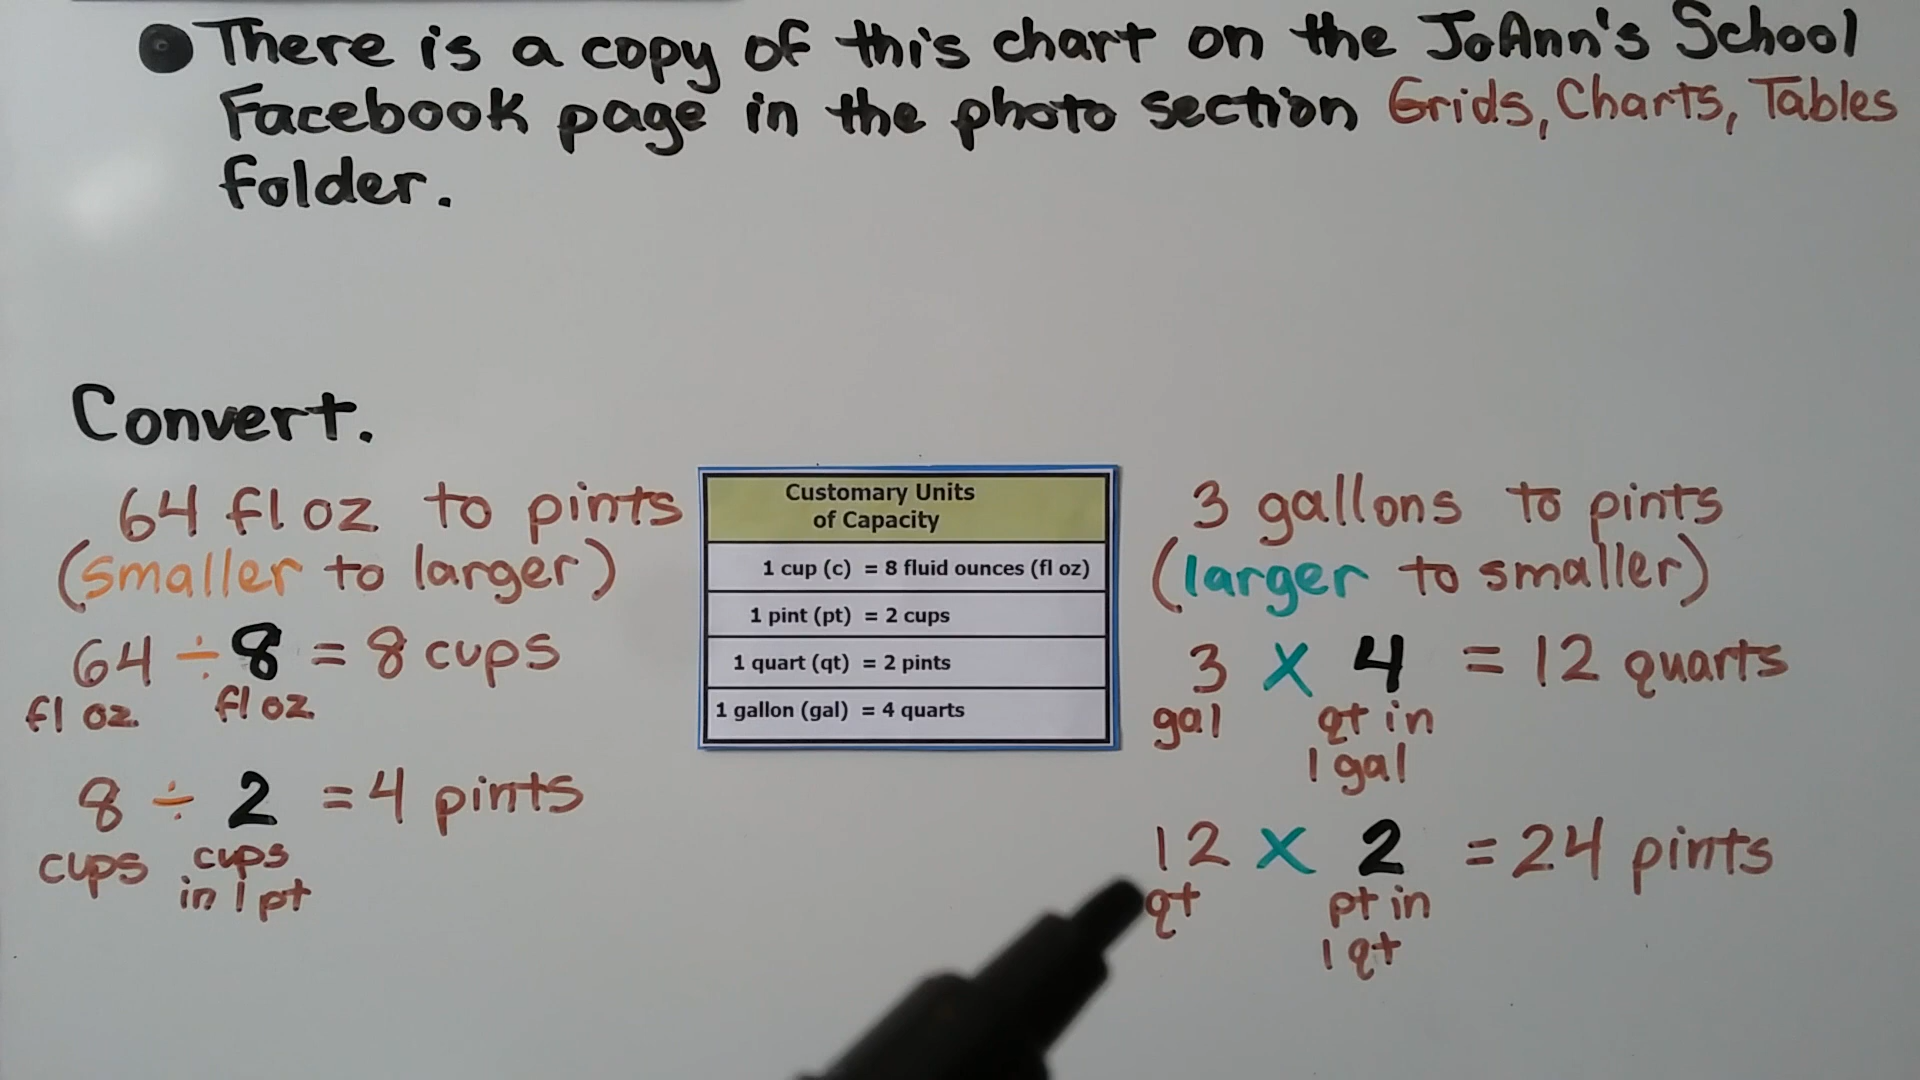 There is a copy of this chart on the JoAnn's School
Facebook page in the photo section Grids, Charts, Tables
folder.
Convert.
64 fl oz to pints
(smaller to larger)
64 ÷ 8 = 8 cups
fl oz. fl oz.
8 ÷ 2 = 4 pints
cups cups
in 1 pt
Customary Units
of Capacity
1 cup (c) = 8 fluid ounces (fl oz)
1 pint (pt) = 2 cups
1 quart (qt) = 2 pints
1 gallon (gal) = 4 quarts
3 gallons to pints
(larger to smaller)
3 x 4 = 12 quarts
gal qt in
1 gal
12 x 2 = 24 pints
qt pt in
1 qt